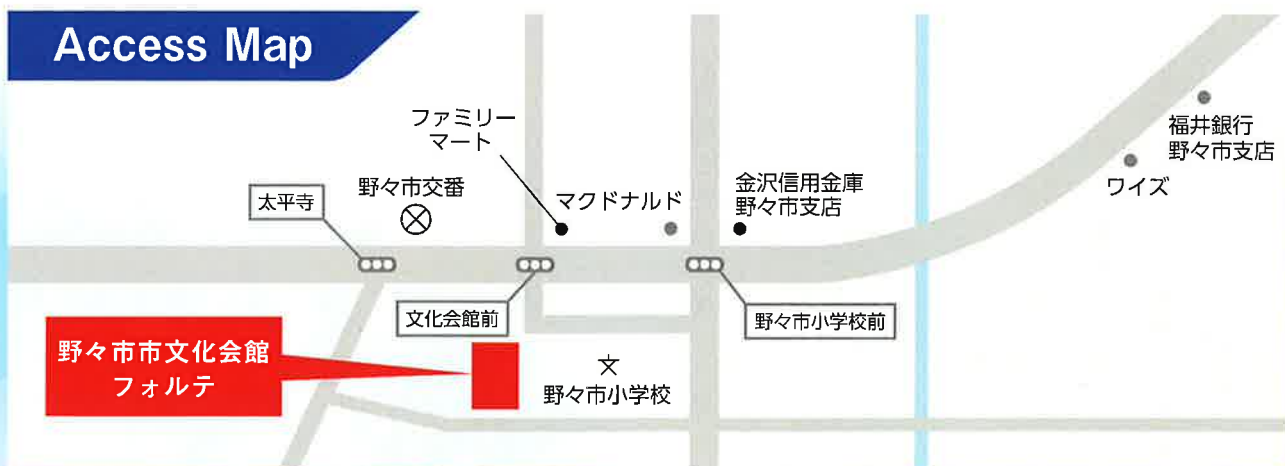 Access Map
ファミリー
マート
野々市交番
太平寺
マクドナルド
金沢信用金庫
野々市支店
福井銀行
野々市支店
ワイズ
文化会館前
野々市小学校前
野々市市文化会館
フォルテ
文
野々市小学校